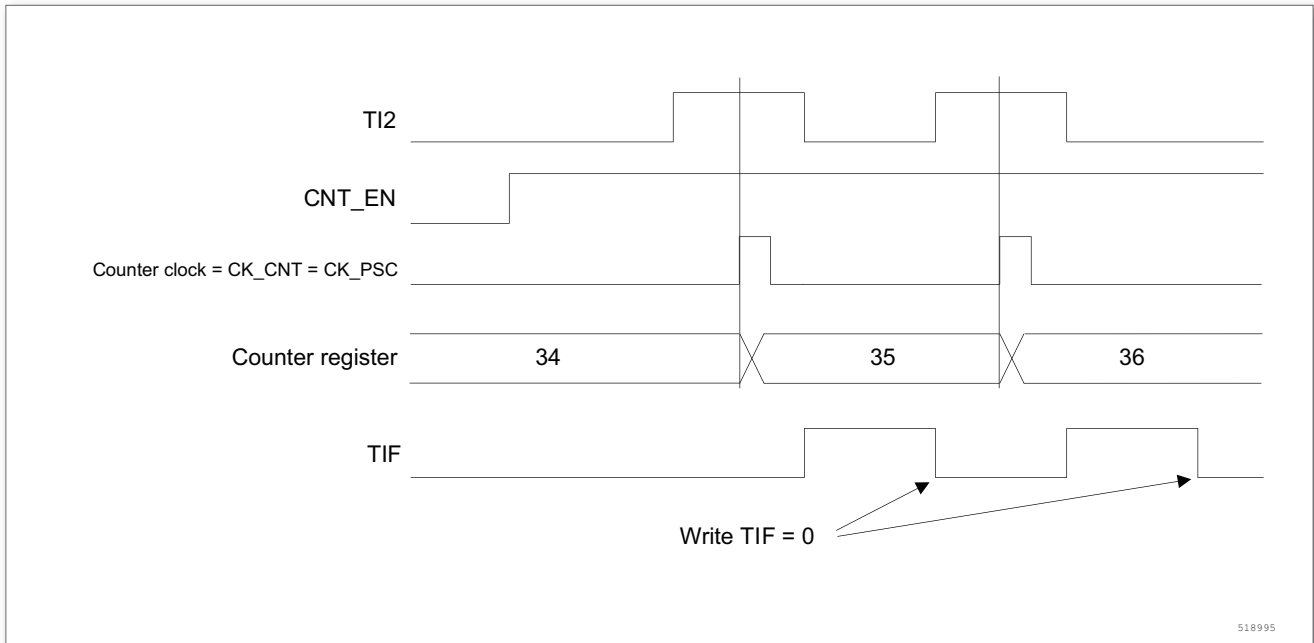 TI2
CNT_EN
Counter clock = CK_CNT = CK_PSC
Counter register
34
35
36
TIF
Write TIF = 0
518995